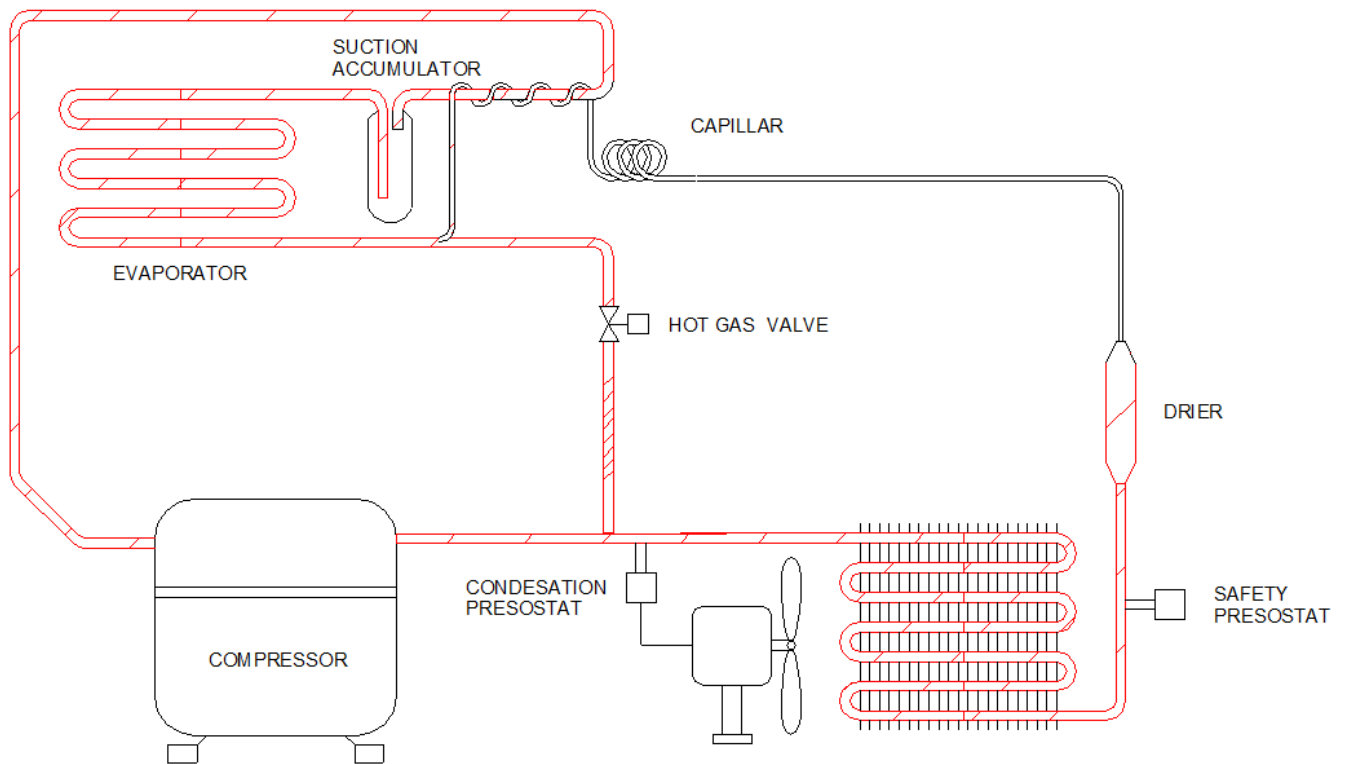 SUCTION
ACCUMULATOR
CAPILLAR
EVAPORATOR
HOT GAS VALVE
DRIER
CONDESATION
PRESOSTAT
SAFETY
PRESOSTAT
COMPRESSOR